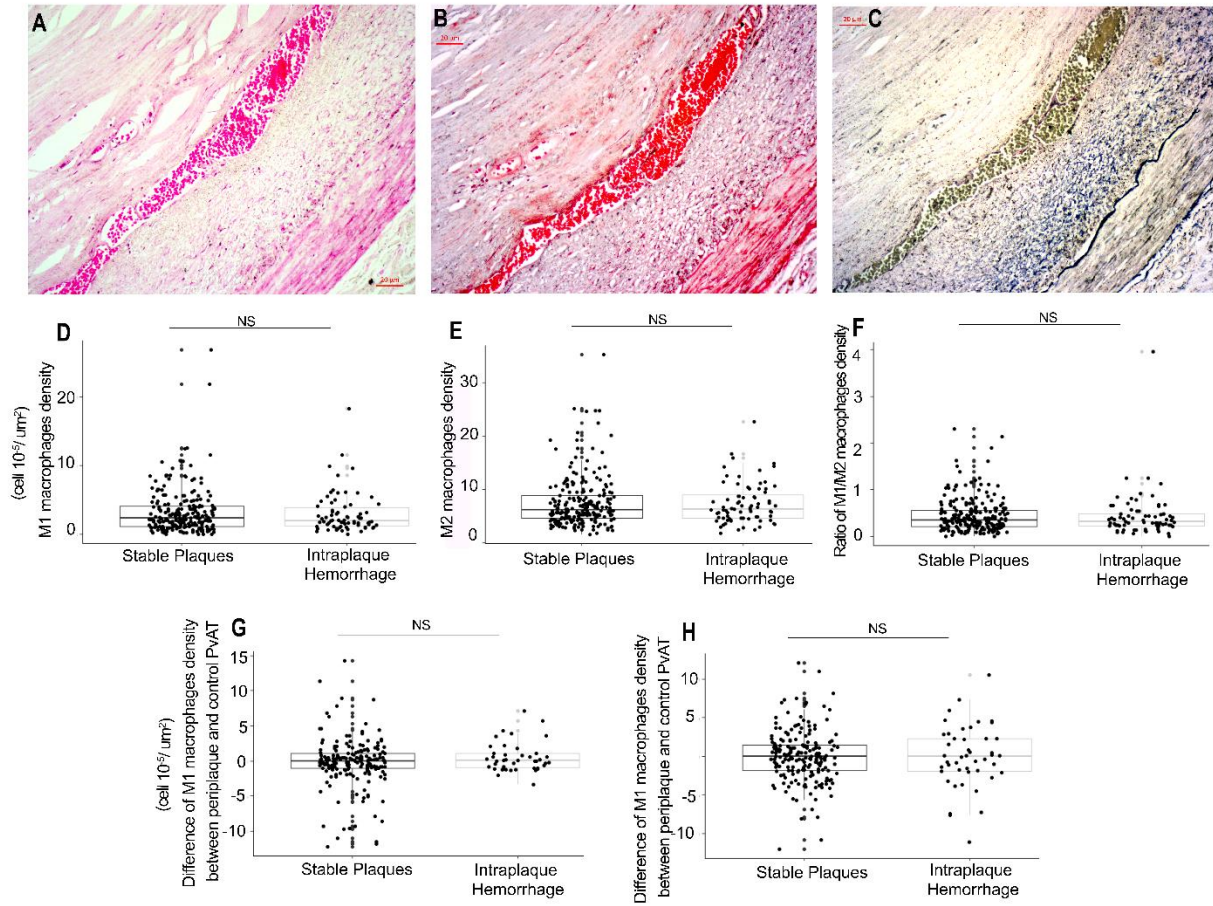 A
B
20 µm
C
20 µm
20 µm
D
NS
M1 macrophages density
(cell 10⁻⁵/ um²)
20
10
0
Stable Plaques
Intraplaque
Hemorrhage
E
NS
M2 macrophages density
30
20
10
0
Stable Plaques
Intraplaque
Hemorrhage
F
NS
Ratio of M1/M2 macrophages density
4
3
2
1
0
Stable Plaques
Intraplaque
Hemorrhage
G
NS
Difference of M1 macrophages density
between periplaque and control PvAT
(cell 10⁻⁵/ um²)
15
10
5
0
-5
-10
Stable Plaques
Intraplaque
Hemorrhage
H
NS
Difference of M1 macrophages density
between periplaque and control PvAT
10
5
-5
-10
Stable Plaques
Intraplaque
Hemorrhage